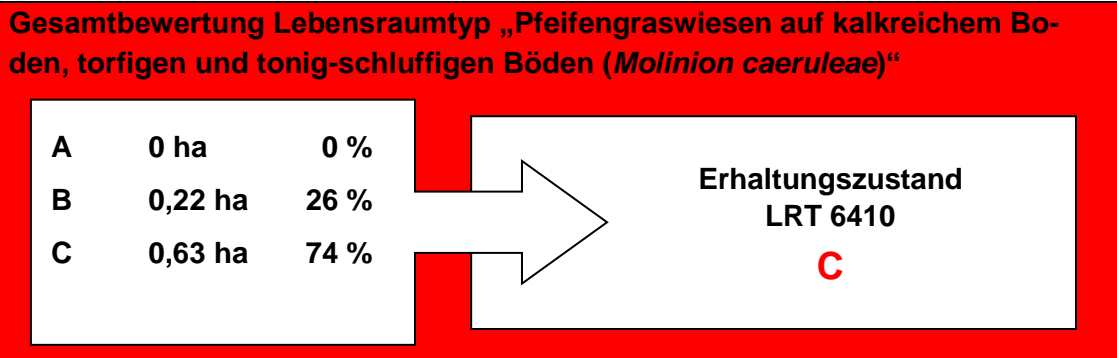 Gesamtbewertung Lebensraumtyp „Pfeifengraswiesen auf kalkreichem Bo-
den, torfigen und tonig-schluffigen Böden (Molinion caeruleae)“
A 0 ha 0 %
B 0,22 ha 26 %
C 0,63 ha 74 %
Erhaltungszustand
LRT 6410
C